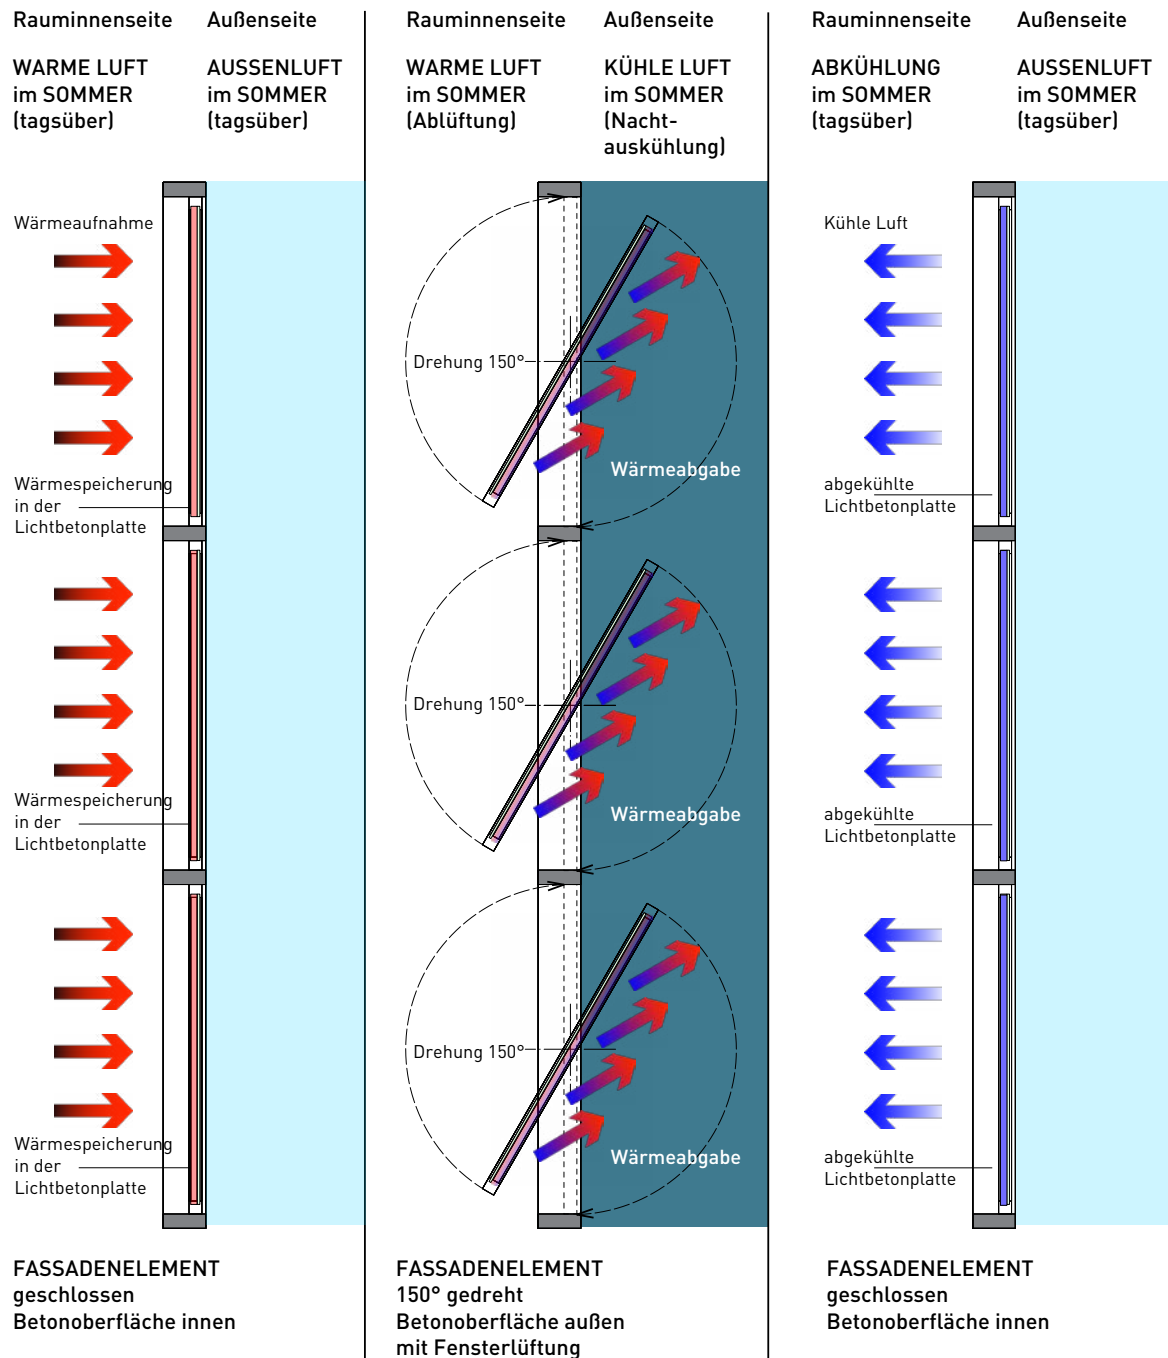 Rauminnenseite
Außenseite
WARME LUFT
im SOMMER
(tagsüber)
AUSSENLUFT
im SOMMER
(tagsüber)
Wärmeaufnahme
Wärmespeicherung
in der
Lichtbetonplatte
Wärmespeicherung
in der
Lichtbetonplatte
Wärmespeicherung
in der
Lichtbetonplatte
FASSADENELEMENT
geschlossen
Betonoberfläche innen
Rauminnenseite
Außenseite
WARME LUFT
im SOMMER
(Ablüftung)
KÜHLE LUFT
im SOMMER
(Nacht-
auskühlung)
Drehung 150°
Wärmeabgabe
Drehung 150°
Wärmeabgabe
Drehung 150°
Wärmeabgabe
FASSADENELEMENT
150° gedreht
Betonoberfläche außen
mit Fensterlüftung
Rauminnenseite
Außenseite
ABKÜHLUNG
im SOMMER
(tagsüber)
AUSSENLUFT
im SOMMER
(tagsüber)
Kühle Luft
abgekühlte
Lichtbetonplatte
abgekühlte
Lichtbetonplatte
abgekühlte
Lichtbetonplatte
FASSADENELEMENT
geschlossen
Betonoberfläche innen